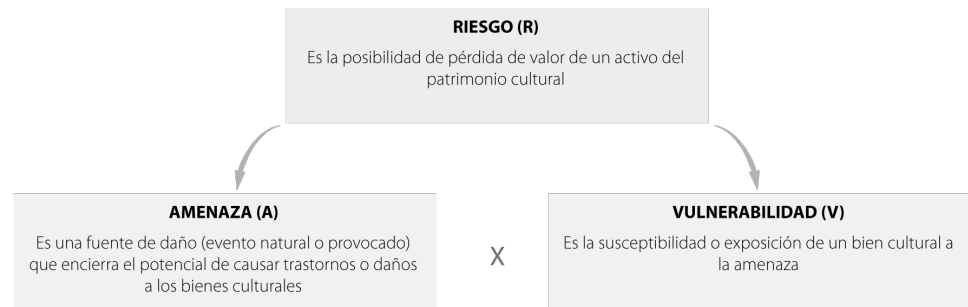 RIESGO (R)
Es la posibilidad de pérdida de valor de un activo del
patrimonio cultural
AMENAZA (A)
Es una fuente de daño (evento natural o provocado)
que encierra el potencial de causar trastornos o daños
a los bienes culturales
X
VULNERABILIDAD (V)
Es la susceptibilidad o exposición de un bien cultural a
la amenaza